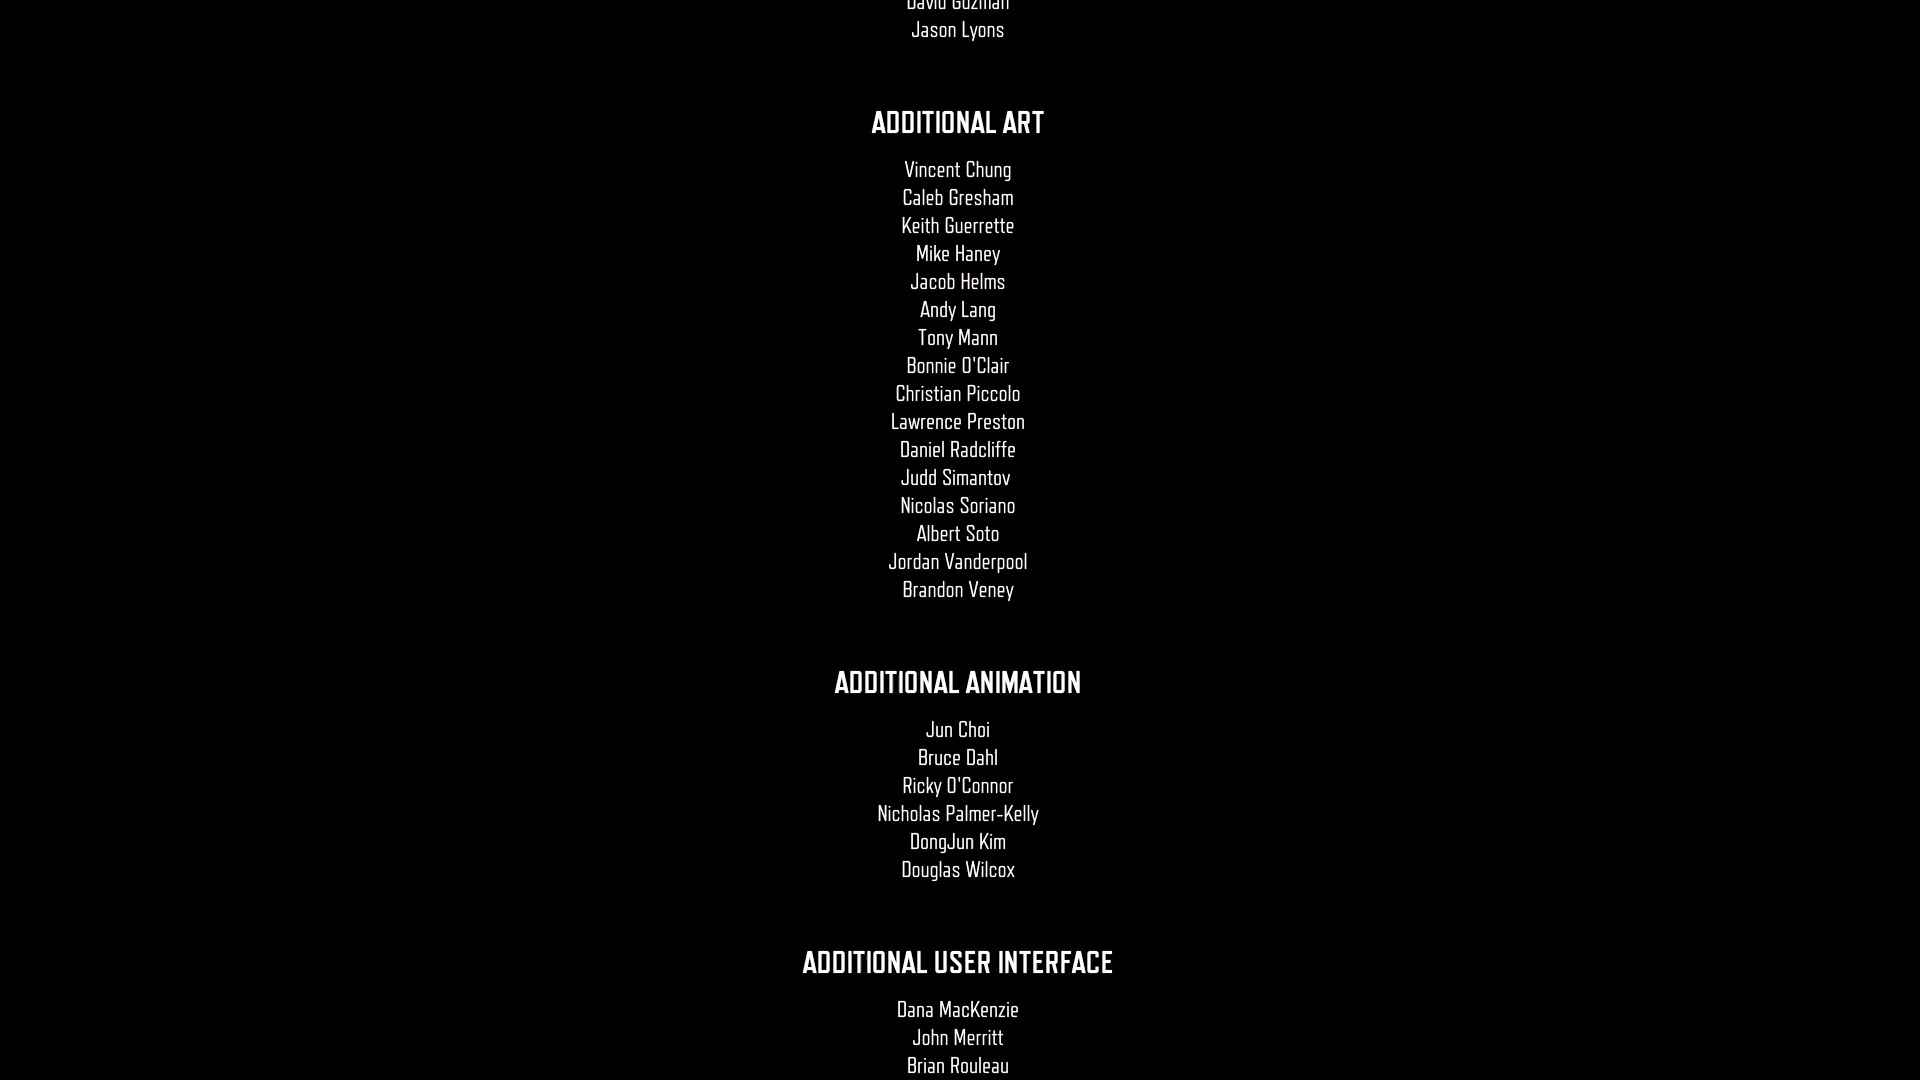 David Guzman
Jason Lyons
ADDITIONAL ART
Vincent Chung
Caleb Gresham
Keith Guerrette
Mike Haney
Jacob Helms
Andy Lang
Tony Mann
Bonnie O'Clair
Christian Piccolo
Lawrence Preston
Daniel Radcliffe
Judd Simantov
Nicolas Soriano
Albert Soto
Jordan Vanderpool
Brandon Veney
ADDITIONAL ANIMATION
Jun Choi
Bruce Dahl
Ricky O'Connor
Nicholas Palmer-Kelly
DongJun Kim
Douglas Wilcox
ADDITIONAL USER INTERFACE
Dana MacKenzie
John Merritt
Brian Rouleau